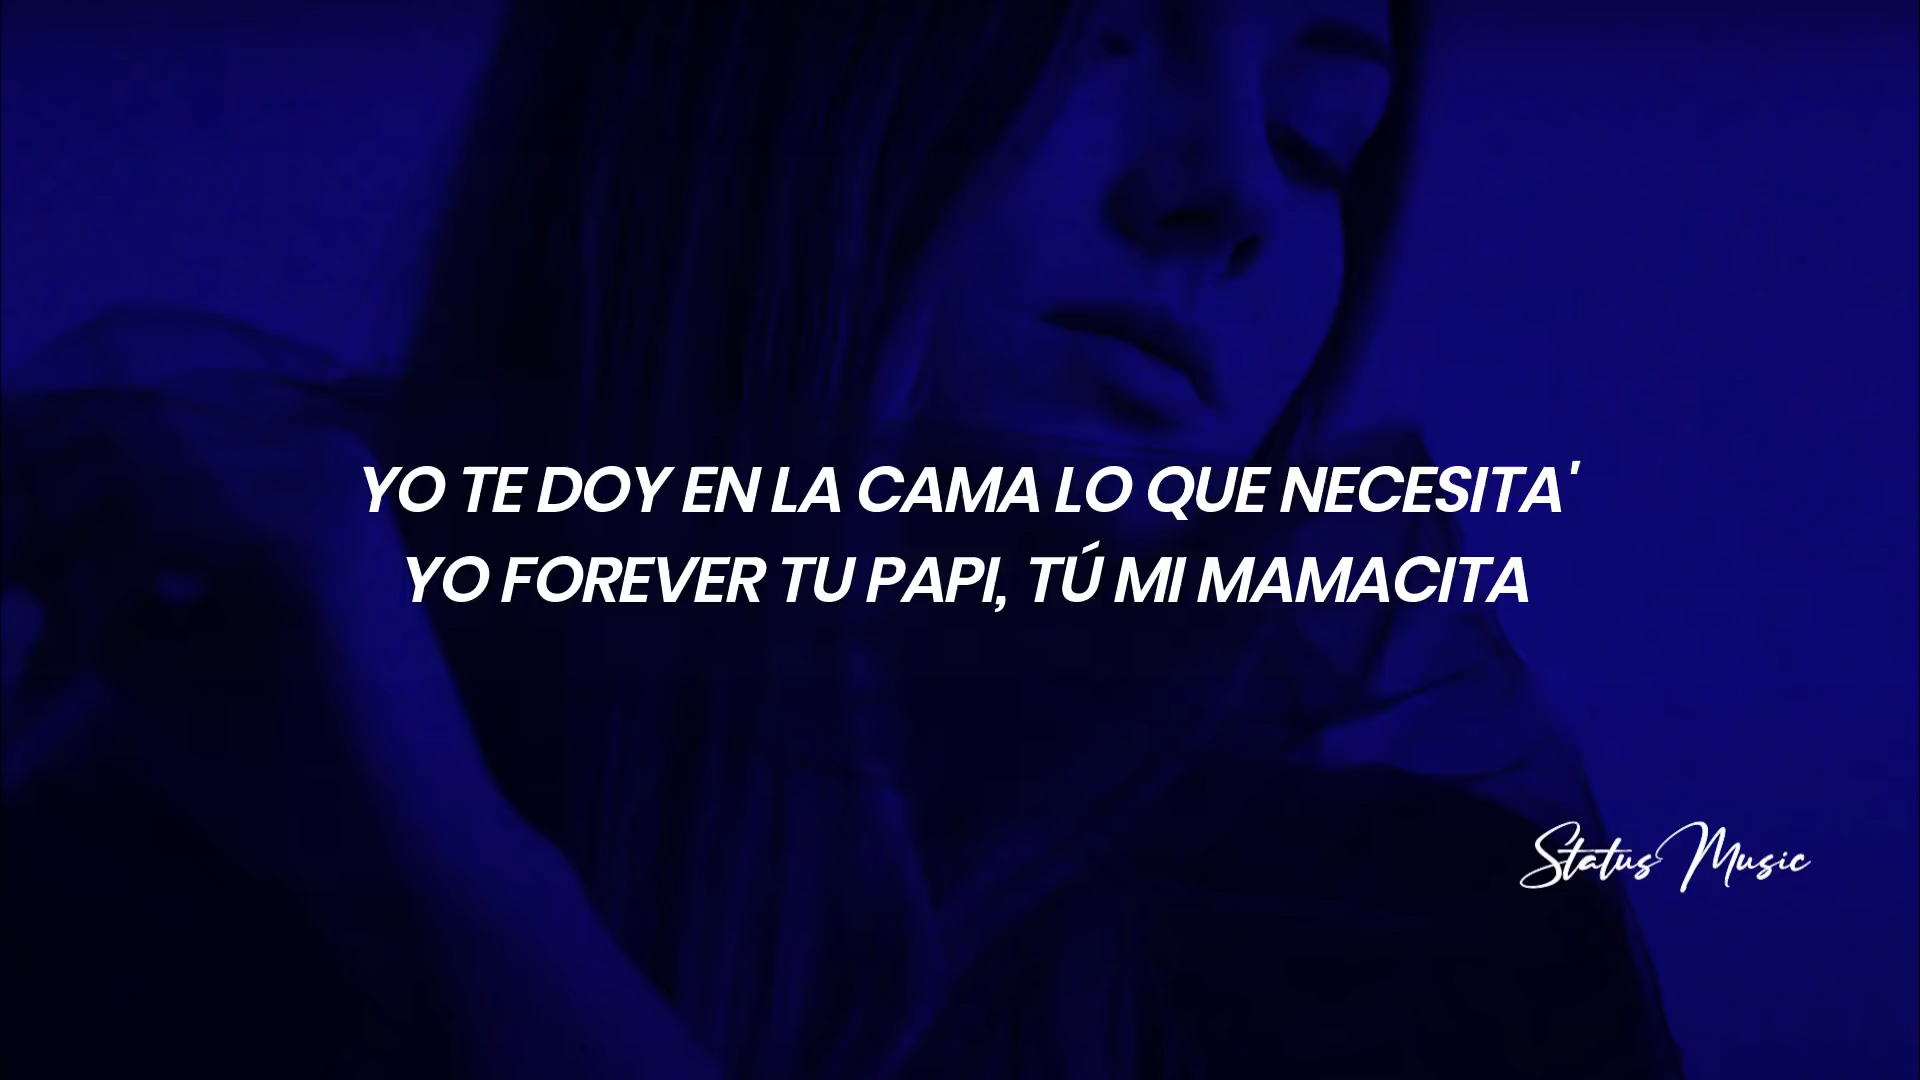 YO TE DOY EN LA CAMA LO QUE NECESITA'
YO FOREVER TU PAPI, TÚ MI MAMACITA
Status Music